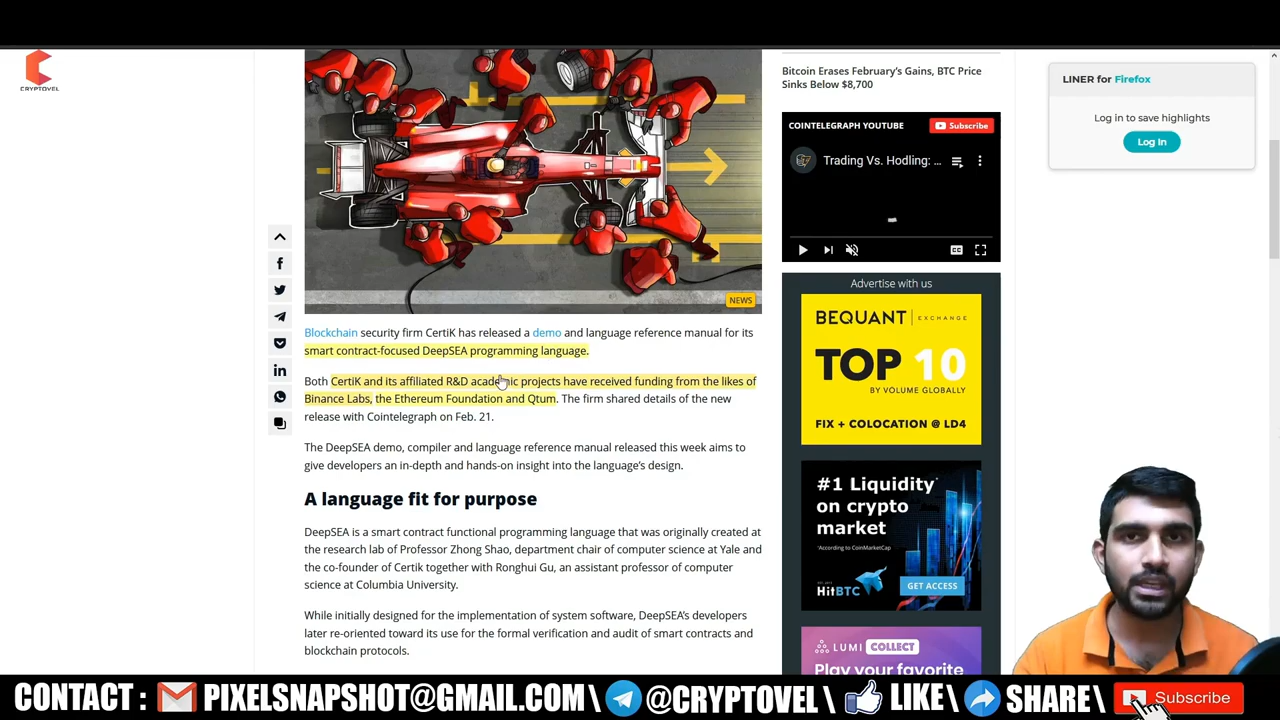 CRYPTOVEL
NEWS
Blockchain security firm CertiK has released a demo and language reference manual for its
smart contract-focused DeepSEA programming language.
Both CertiK and its affiliated R&D academic projects have received funding from the likes of
Binance Labs, the Ethereum Foundation and Qtum. The firm shared details of the new
release with Cointelegraph on Feb. 21.
The DeepSEA demo, compiler and language reference manual released this week aims to
give developers an in-depth and hands-on insight into the language's design.
A language fit for purpose
DeepSEA is a smart contract functional programming language that was originally created at
the research lab of Professor Zhong Shao, department chair of computer science at Yale and
the co-founder of Certik together with Ronghui Gu, an assistant professor of computer
science at Columbia University.
While initially designed for the implementation of system software, DeepSEA's developers
later re-oriented toward its use for the formal verification and audit of smart contracts and
blockchain protocols.
Bitcoin Erases February's Gains, BTC Price
Sinks Below $8,700
COINTELEGRAPH YOUTUBE
Subscribe
Trading Vs. Hodling: ...
CC
Advertise with us
BEQUANT | EXCHANGE
TOP 10
BY VOLUME GLOBALLY
FIX + COLOCATION @ LD4
#1 Liquidity*
on crypto
market
*According to CoinMarketCap
HitBTC
GET ACCESS
LUMI COLLECT
Play your favorite
LINER for Firefox
Log in to save highlights
Log In
CONTACT : PIXELSNAPSHOT@GMAIL.COM \ @CRYPTOVEL \ LIKE \ SHARE \ Subscribe